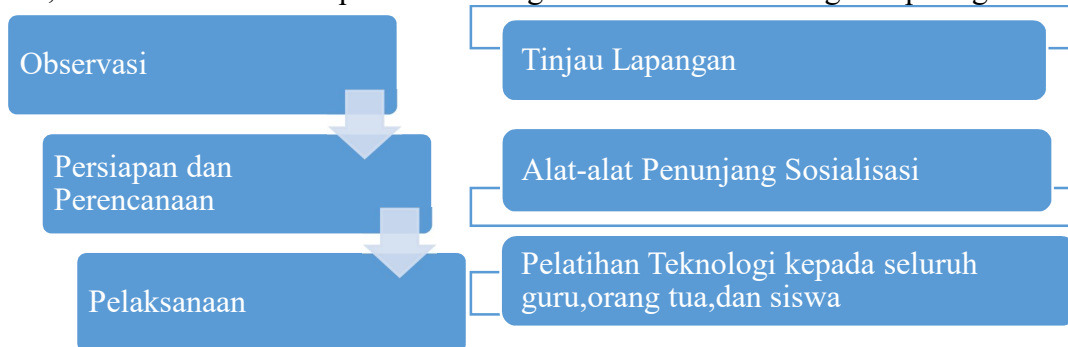 Observasi
Tinjau Lapangan
Persiapan dan
Perencanaan
Alat-alat Penunjang Sosialisasi
Pelaksanaan
Pelatihan Teknologi kepada seluruh
guru,orang tua,dan siswa